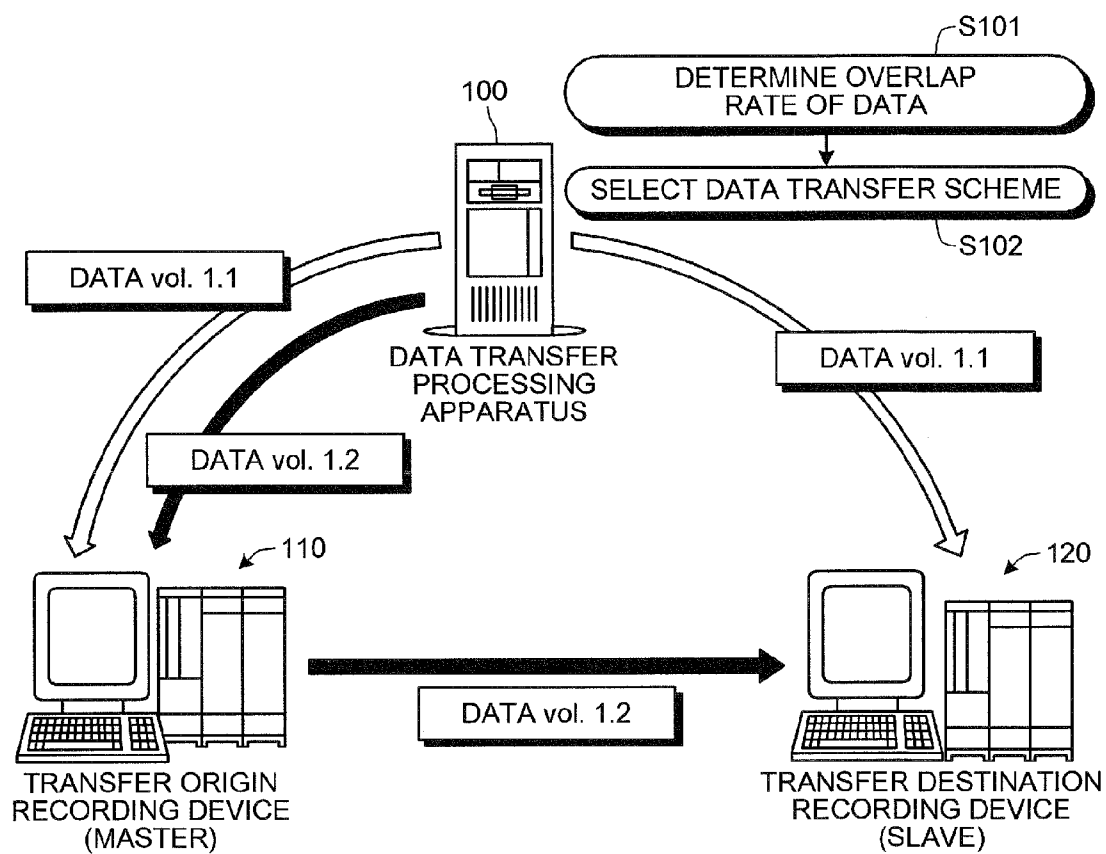 S101
DETERMINE OVERLAP
RATE OF DATA
100
SELECT DATA TRANSFER SCHEME
S102
DATA vol. 1.1
DATA TRANSFER
PROCESSING
APPARATUS
DATA vol. 1.1
DATA vol. 1.2
110
120
DATA vol. 1.2
TRANSFER ORIGIN
RECORDING DEVICE
(MASTER)
TRANSFER DESTINATION
RECORDING DEVICE
(SLAVE)